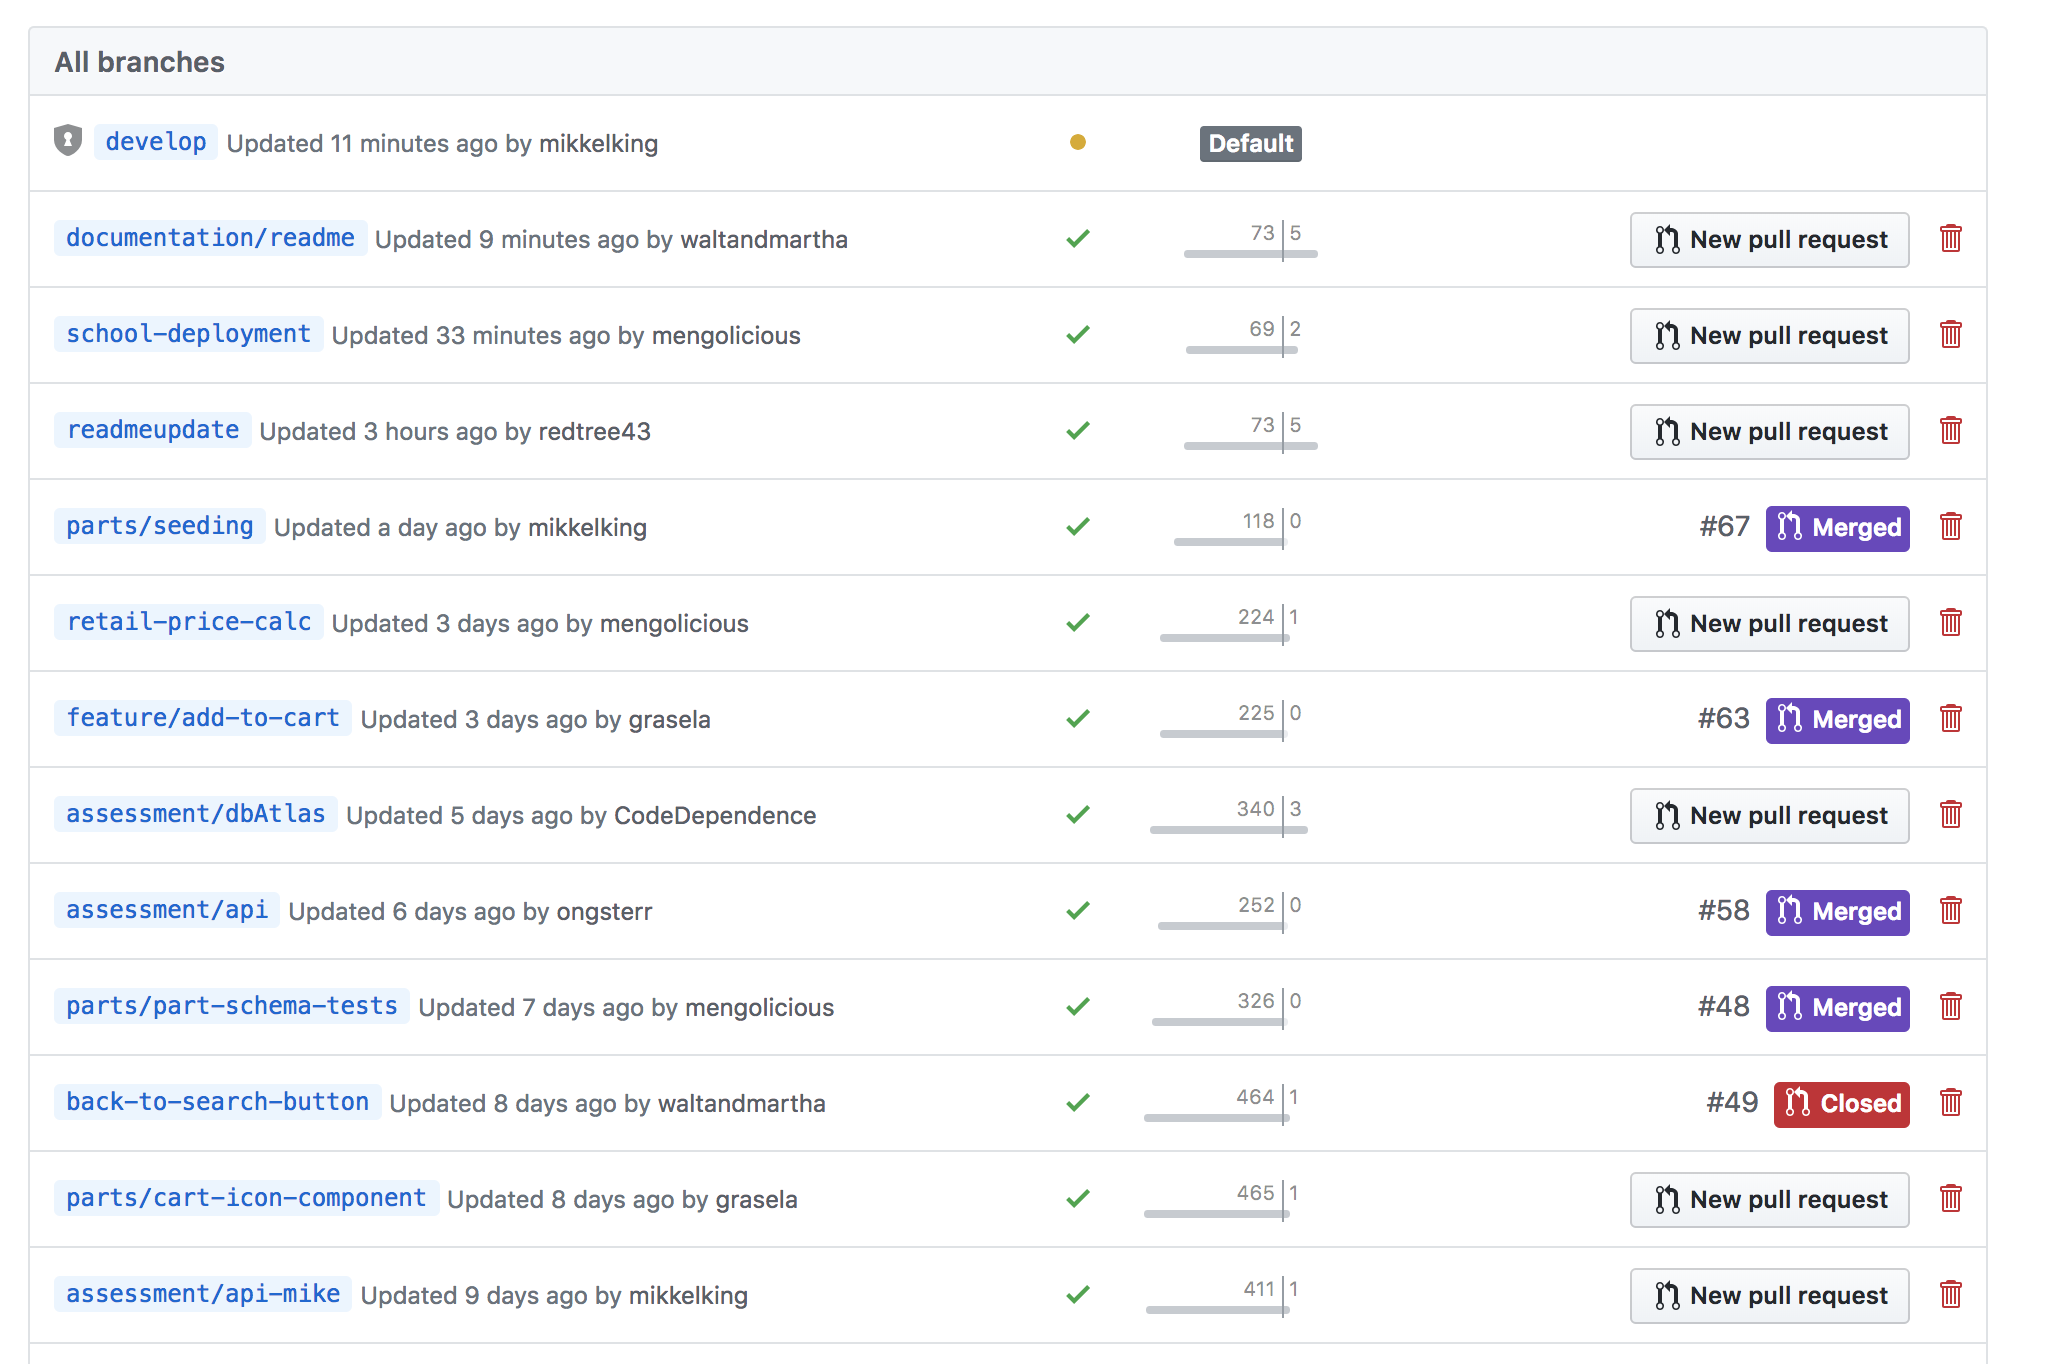 All branches
develop Updated 11 minutes ago by mikkelking Default
documentation/readme Updated 9 minutes ago by waltandmartha 73 5 New pull request
school-deployment Updated 33 minutes ago by mengolicious 69 2 New pull request
readmeupdate Updated 3 hours ago by redtree43 73 5 New pull request
parts/seeding Updated a day ago by mikkelking 118 0 #67 Merged
retail-price-calc Updated 3 days ago by mengolicious 224 1 New pull request
feature/add-to-cart Updated 3 days ago by grasela 225 0 #63 Merged
assessment/dbAtlas Updated 5 days ago by CodeDependence 340 3 New pull request
assessment/api Updated 6 days ago by ongsterr 252 0 #58 Merged
parts/part-schema-tests Updated 7 days ago by mengolicious 326 0 #48 Merged
back-to-search-button Updated 8 days ago by waltandmartha 464 1 #49 Closed
parts/cart-icon-component Updated 8 days ago by grasela 465 1 New pull request
assessment/api-mike Updated 9 days ago by mikkelking 411 1 New pull request